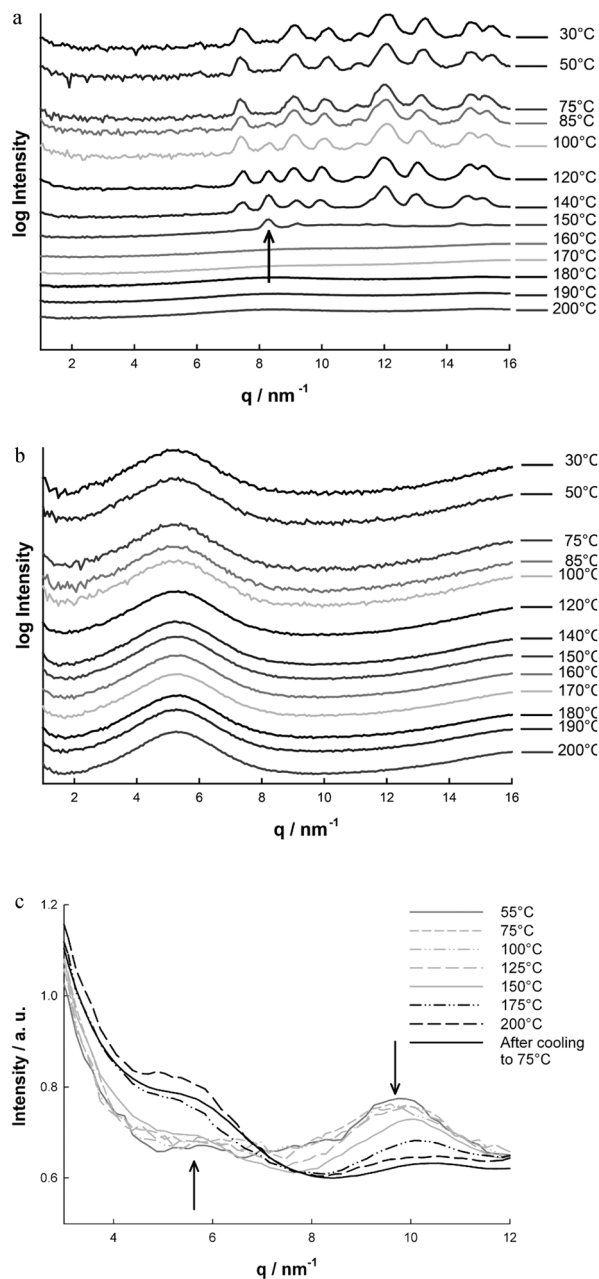 a
log Intensity
30°C
50°C
75°C
85°C
100°C
120°C
140°C
150°C
160°C
170°C
180°C
190°C
200°C
2 4 6 8 10 12 14 16
q / nm⁻¹
b
log Intensity
30°C
50°C
75°C
85°C
100°C
120°C
140°C
150°C
160°C
170°C
180°C
190°C
200°C
2 4 6 8 10 12 14 16
q / nm⁻¹
c
Intensity / a. u.
1.2
1.0
0.8
0.6
55°C
75°C
100°C
125°C
150°C
175°C
200°C
After cooling
to 75°C
4 6 8 10 12
q / nm⁻¹